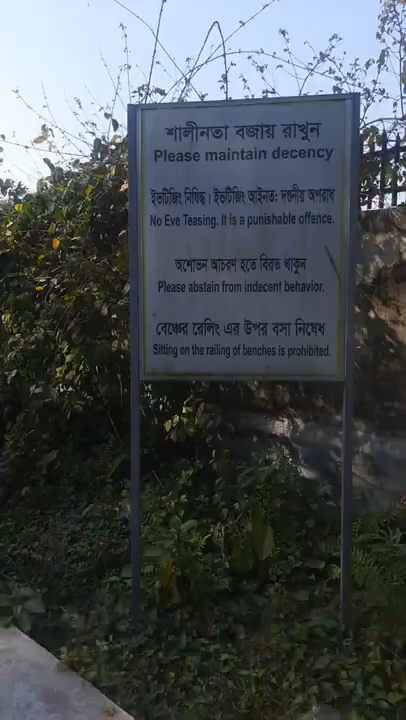 শালীনতা বজায় রাখুন
Please maintain decency
ইভটিজিং নিষিদ্ধ। ইভটিজিং আইনত: দন্ডনীয় অপরাধ
No Eve Teasing. It is a punishable offence.
অশোভন আচরণ হতে বিরত থাকুন
Please abstain from indecent behavior.
বেঞ্চের রেলিং এর উপর বসা নিষেধ
Sitting on the railing of benches is prohibited.